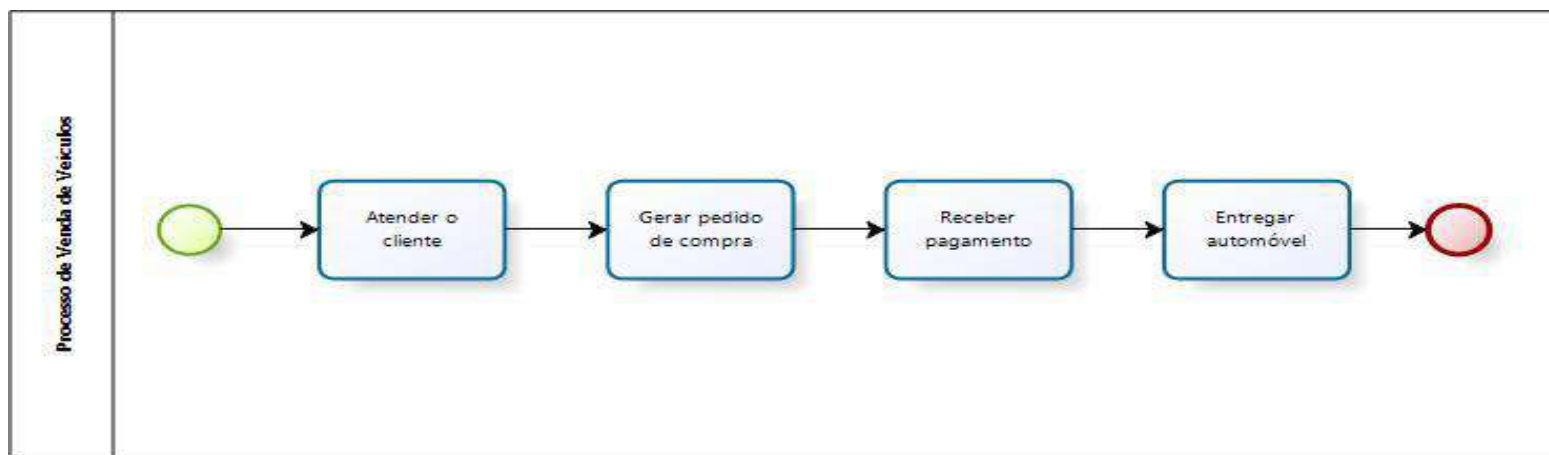 Processo de Venda de Veículos
Atender o
cliente
Gerar pedido
de compra
Receber
pagamento
Entregar
automóvel